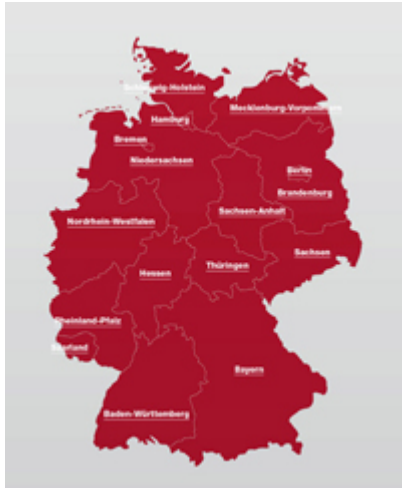 Schleswig-Holstein
Mecklenburg-Vorpommern
Hamburg
Bremen
Niedersachsen
Berlin
Brandenburg
Sachsen-Anhalt
Nordrhein-Westfalen
Sachsen
Thüringen
Hessen
Rheinland-Pfalz
Saarland
Bayern
Baden-Württemberg